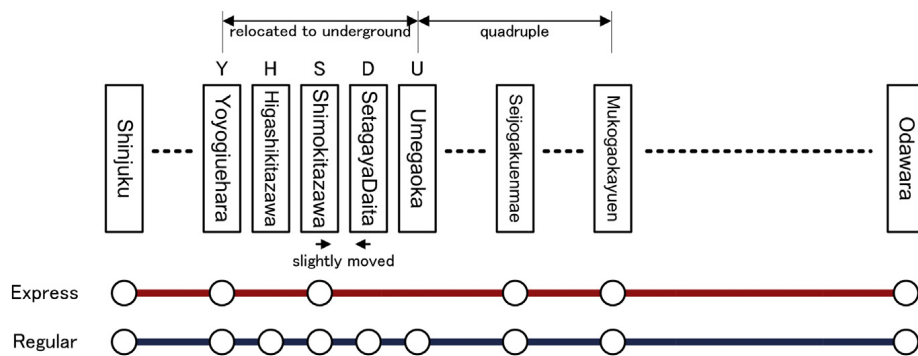 relocated to underground
quadruple
Y
H
S
D
U
Shinjuku
Yoyogiuehara
Higashikitazawa
Shimokitazawa
SetagayaDaita
Umegaoka
Seijogakuenmae
Mukogaokayuen
Odawara
slightly moved
Express
Regular